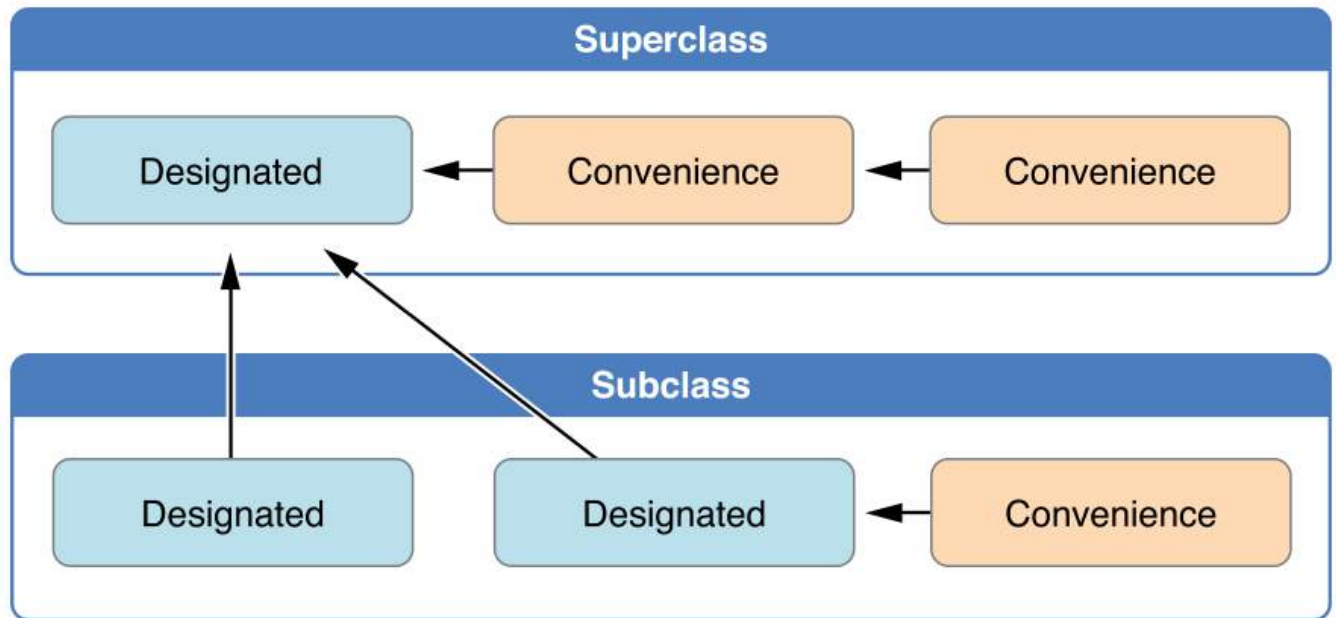 Superclass
Designated
Convenience
Convenience
Subclass
Designated
Designated
Convenience